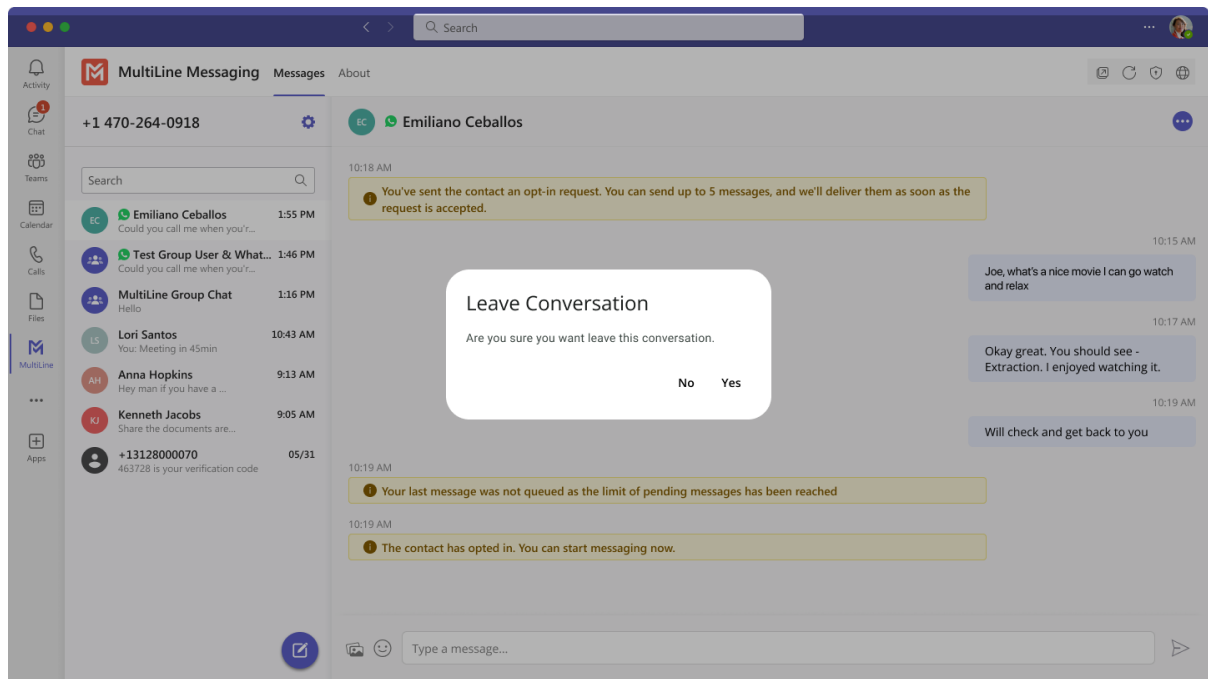 Search
Activity
1
Chat
Teams
Calendar
Calls
Files
MultiLine
Apps
MultiLine Messaging
Messages
About
+1 470-264-0918
Search
EC
Emiliano Ceballos
1:55 PM
Could you call me when you'r...
Test Group User & What...
1:46 PM
Could you call me when you'r...
MultiLine Group Chat
1:16 PM
Hello
LS
Lori Santos
10:43 AM
You: Meeting in 45min
AH
Anna Hopkins
9:13 AM
Hey man if you have a ...
KJ
Kenneth Jacobs
9:05 AM
Share the documents are...
+13128000070
05/31
463728 is your verification code
EC
Emiliano Ceballos
10:18 AM
You've sent the contact an opt-in request. You can send up to 5 messages, and we'll deliver them as soon as the
request is accepted.
10:15 AM
Joe, what's a nice movie I can go watch
and relax
10:17 AM
Okay great. You should see -
Extraction. I enjoyed watching it.
10:19 AM
Will check and get back to you
Leave Conversation
Are you sure you want leave this conversation.
No
Yes
10:19 AM
Your last message was not queued as the limit of pending messages has been reached
10:19 AM
The contact has opted in. You can start messaging now.
Type a message...